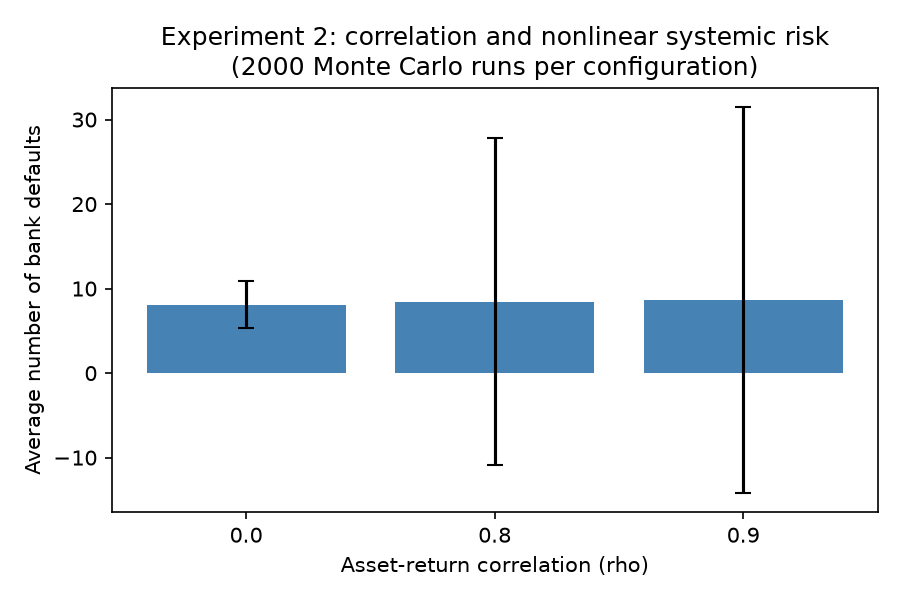 Experiment 2: correlation and nonlinear systemic risk
(2000 Monte Carlo runs per configuration)
Average number of bank defaults
30
20
10
0
−10
0.0
0.8
0.9
Asset-return correlation (rho)